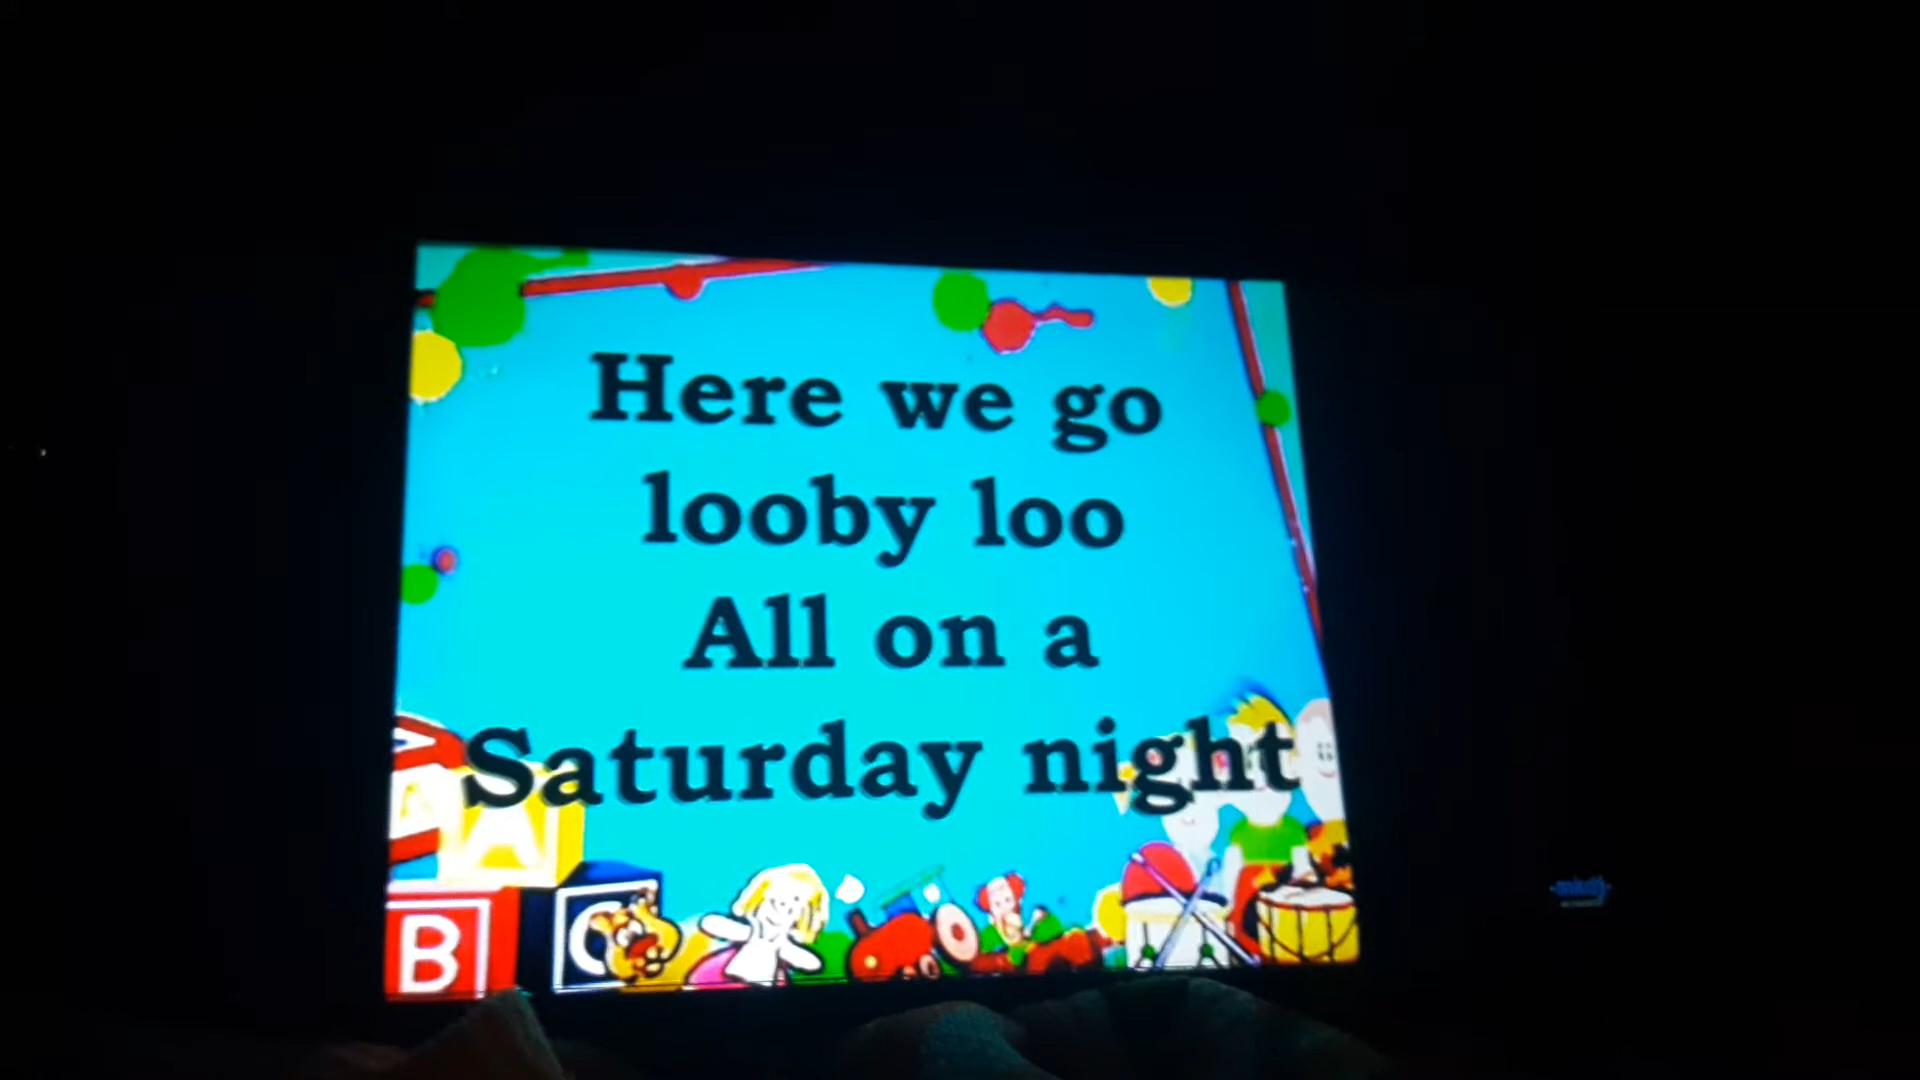 Here we go
looby loo
All on a
Saturday night
A
B
C